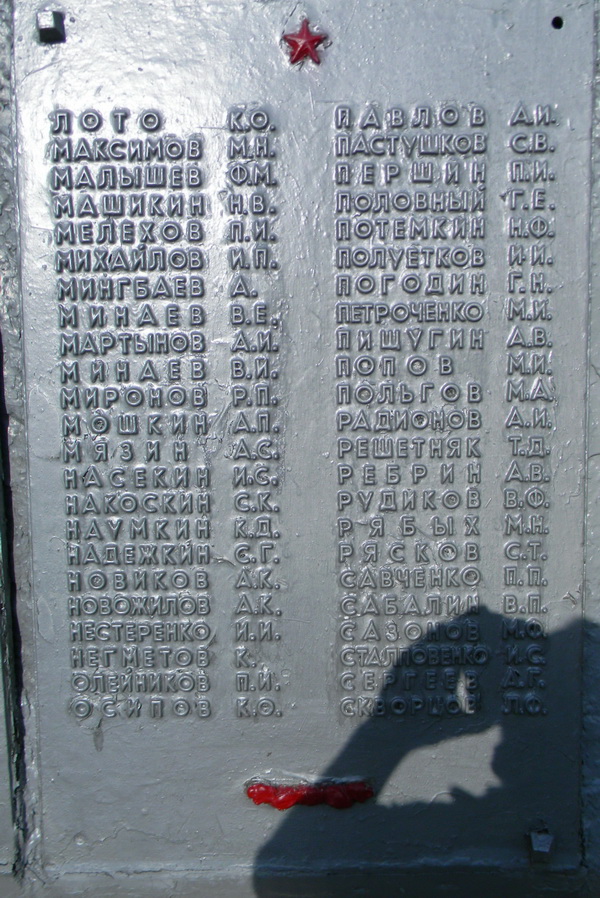 ЛОТО К.О.
МАКСИМОВ М.Н.
МАЛЫШЕВ Ф.М.
МАШИКИН Н.В.
МЕЛЕХОВ П.И.
МИХАЙЛОВ И.П.
МИНГБАЕВ А.
МИНАЕВ В.Е.
МАРТЫНОВ А.И.
МИНАЕВ В.И.
МИРОНОВ Р.П.
МОШКИН А.П.
МЯЗИН А.С.
НАСЕКИН И.С.
НАКОСКИН С.К.
НАУМКИН К.Д.
НАДЕЖКИН С.Г.
НОВИКОВ А.К.
НОВОЖИЛОВ А.К.
НЕСТЕРЕНКО И.И.
НЕГМЕТОВ К.
ОЛЕЙНИКОВ П.И.
ОСИПОВ К.О.
ПАВЛОВ А.И.
ПАСТУШКОВ С.В.
ПЕРШИН П.И.
ПОЛОВНЫЙ Г.Е.
ПОТЕМКИН Н.Ф.
ПОЛУЕТКОВ И.И.
ПОГОДИН Г.Н.
ПЕТРОЧЕНКО М.И.
ПИЩУГИН А.В.
ПОПОВ М.И.
ПОЛЬГОВ М.А.
РАДИОНОВ А.И.
РЕШЕТНЯК Т.Д.
РЕБРИН А.В.
РУДИКОВ В.Ф.
РЯБЫХ М.Н.
РЯСКОВ С.Т.
САВЧЕНКО П.П.
САБАЛИН В.П.
САЗОНОВ М.Ф.
СТАЛПОВЕНКО И.С.
СЕРГЕЕВ А.Г.
СКВОРЦОВ Л.Ф.